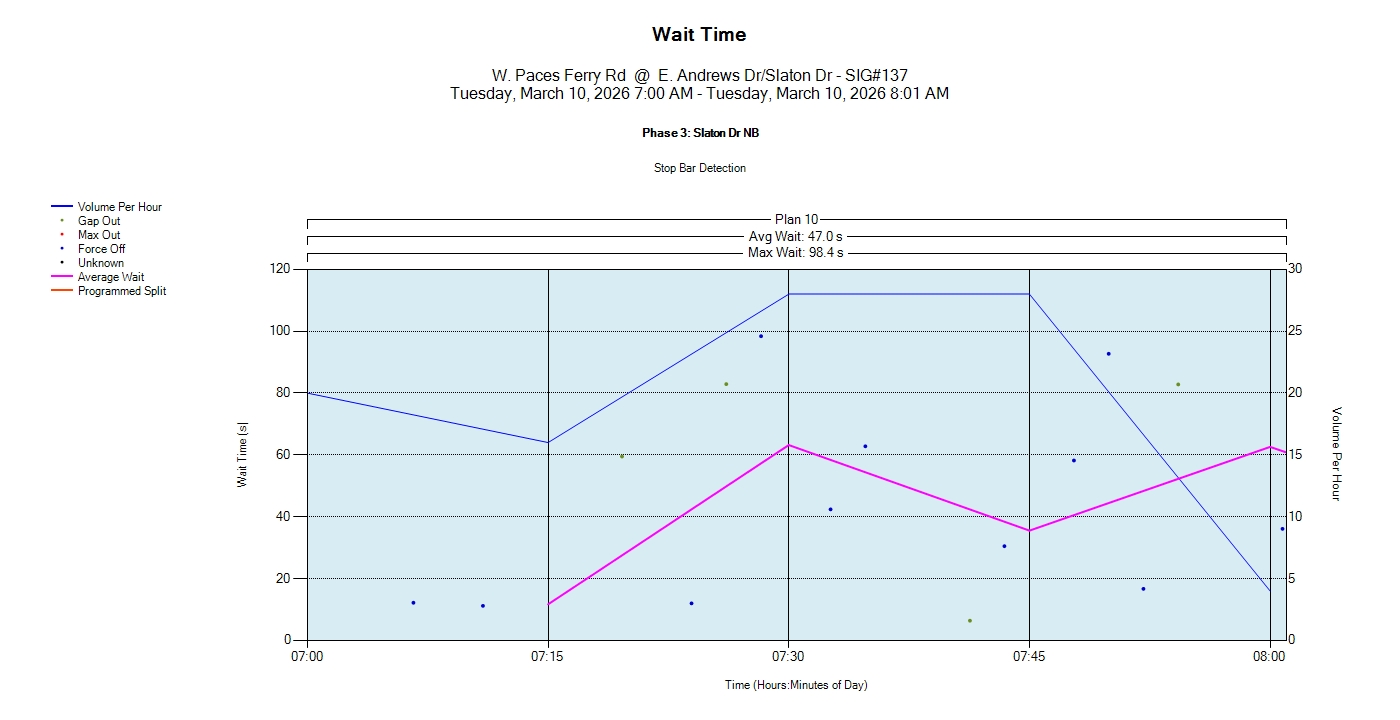 Wait Time
W. Paces Ferry Rd @ E. Andrews Dr/Slaton Dr - SIG#137
Tuesday, March 10, 2026 7:00 AM - Tuesday, March 10, 2026 8:01 AM
Phase 3: Slaton Dr NB
Stop Bar Detection
Volume Per Hour
Gap Out
Max Out
Force Off
Unknown
Average Wait
Programmed Split
Plan 10
Avg Wait: 47.0 s
Max Wait: 98.4 s
120
100
80
60
40
20
0
Wait Time [s]
30
25
20
15
10
5
0
Volume Per Hour
07:00
07:15
07:30
07:45
08:00
Time (Hours:Minutes of Day)